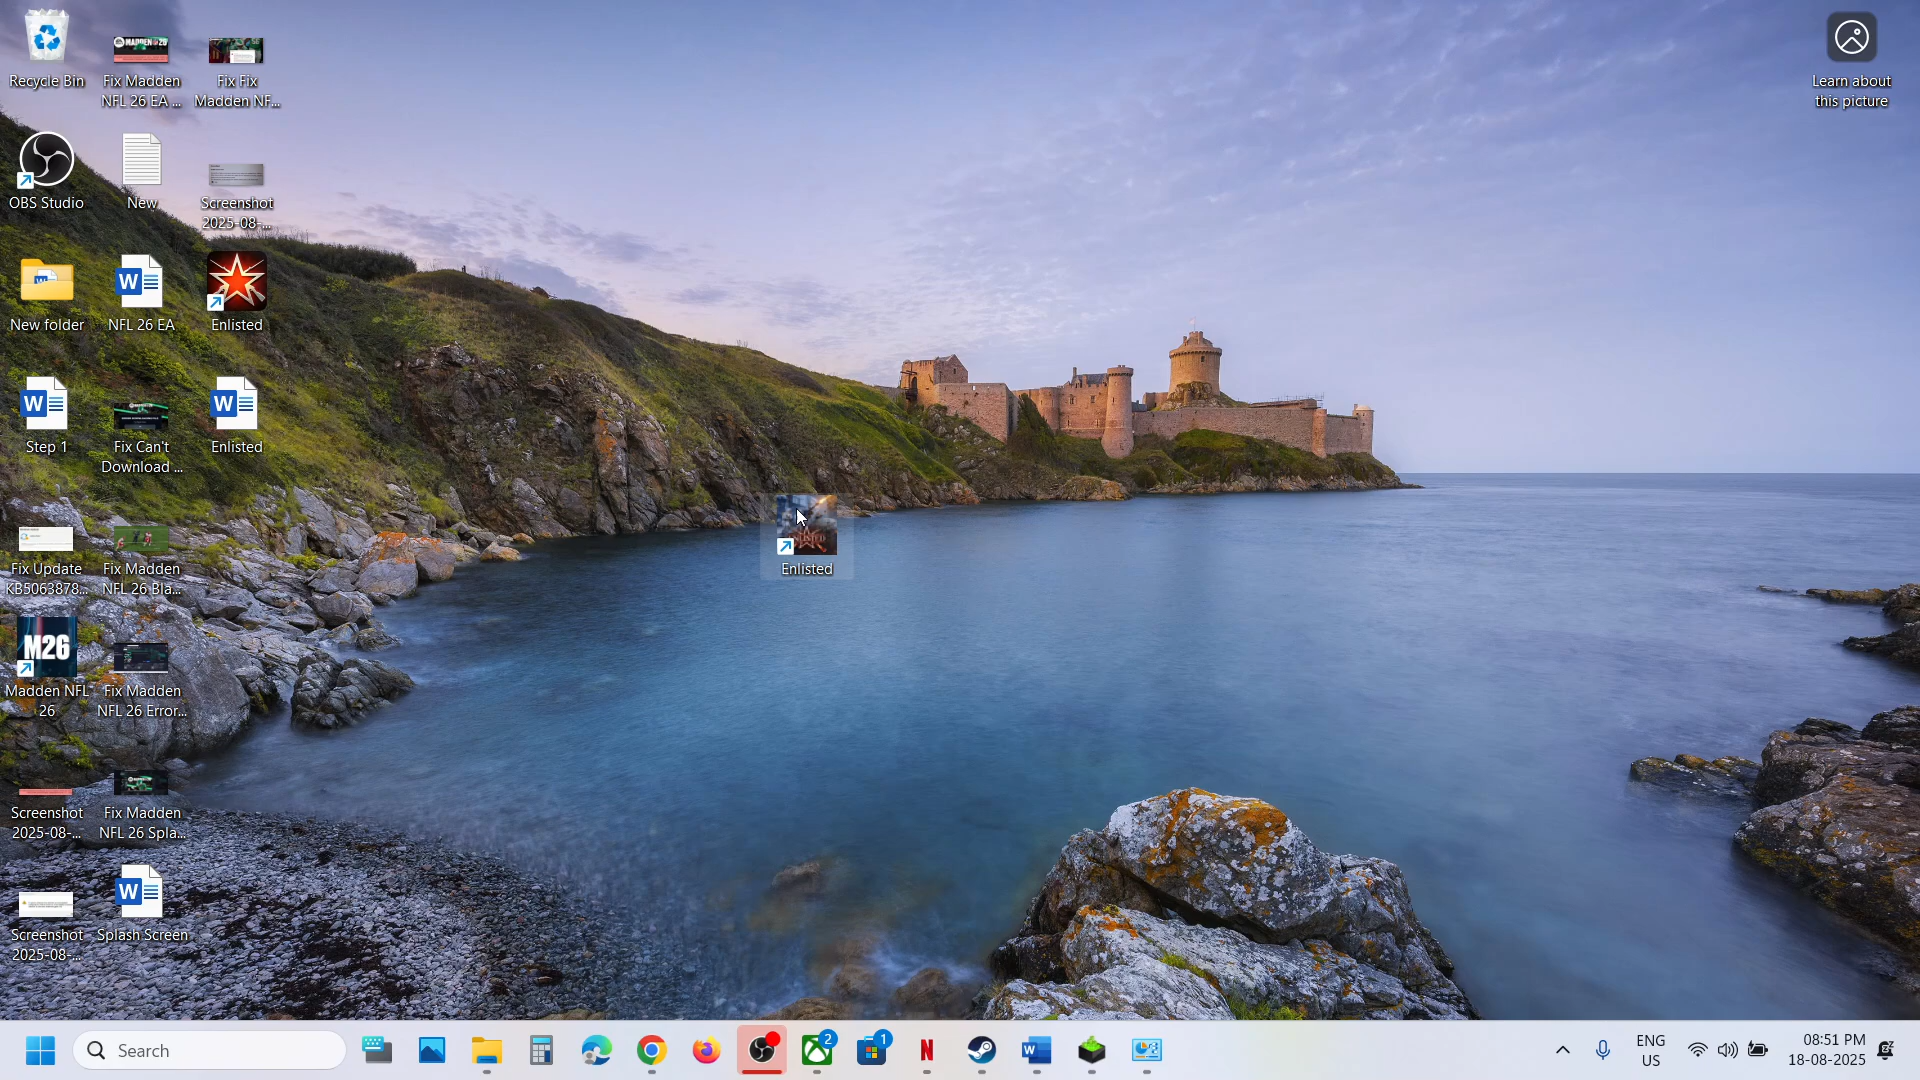 Recycle Bin
Fix Madden
NFL 26 EA ...
Fix Fix
Madden NF...
Learn about
this picture
OBS Studio
New
Screenshot
2025-08-...
New folder
NFL 26 EA
Enlisted
Step 1
Fix Can't
Download ...
Enlisted
Fix Update
KB5063878...
Fix Madden
NFL 26 Bla...
Enlisted
M26
Madden NFL
26
Fix Madden
NFL 26 Error...
Screenshot
2025-08-...
Fix Madden
NFL 26 Spla...
Screenshot
2025-08-...
Splash Screen
Search
2
1
ENG
US
08:51 PM
18-08-2025